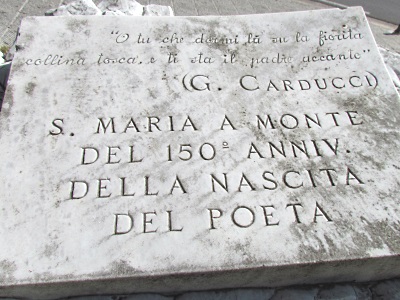 "O tu che dormi là su la fiorita
collina tosca, e ti sta il padre accanto"
(G. CARDUCCI)
S. MARIA A MONTE
DEL 150° ANNIV.
DELLA NASCITA
DEL POETA